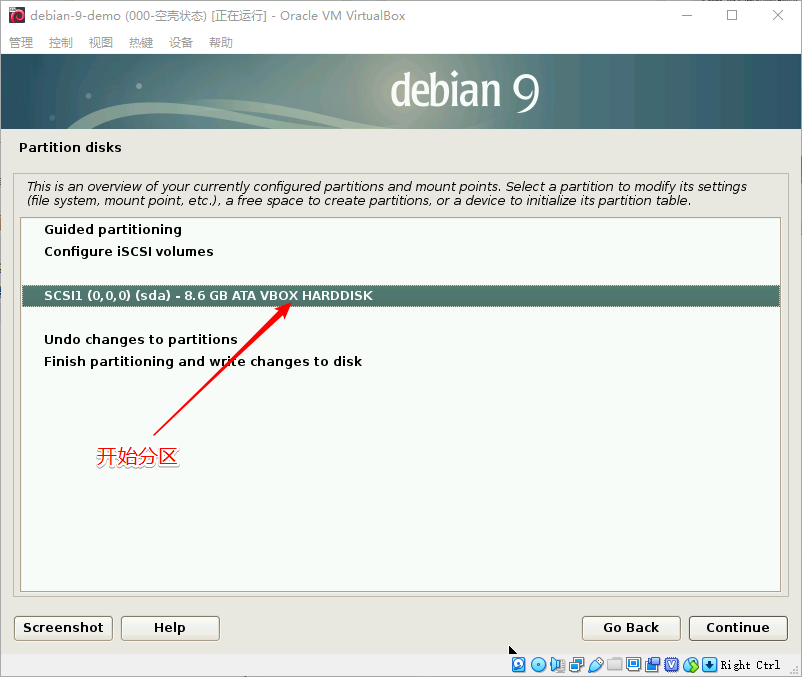 debian-9-demo (000-空壳状态) [正在运行] - Oracle VM VirtualBox
管理 控制 视图 热键 设备 帮助
debian 9
Partition disks
This is an overview of your currently configured partitions and mount points. Select a partition to modify its settings
(file system, mount point, etc.), a free space to create partitions, or a device to initialize its partition table.
Guided partitioning
Configure iSCSI volumes
SCSI1 (0,0,0) (sda) - 8.6 GB ATA VBOX HARDDISK
Undo changes to partitions
Finish partitioning and write changes to disk
开始分区
Screenshot Help Go Back Continue
Right Ctrl